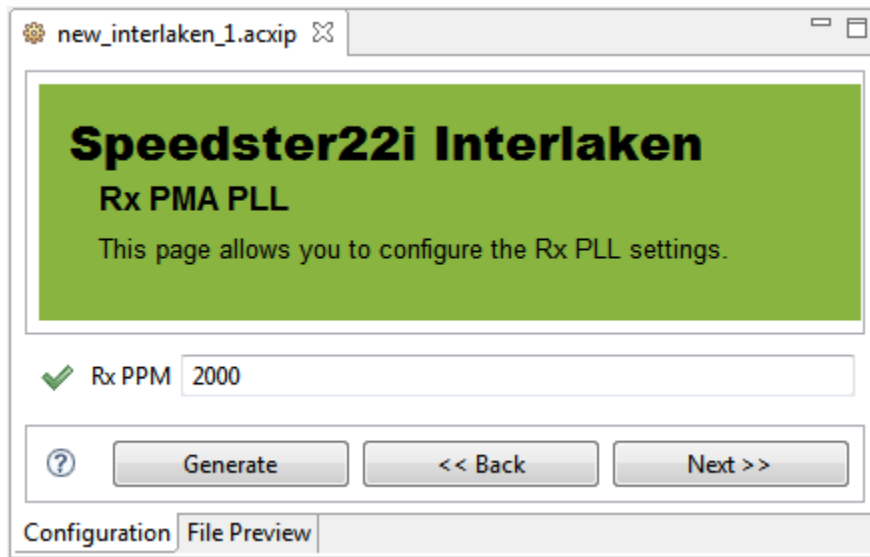 new_interlaken_1.acxip
Speedster22i Interlaken
Rx PMA PLL
This page allows you to configure the Rx PLL settings.
Rx PPM 2000
? Generate << Back Next >>
Configuration File Preview